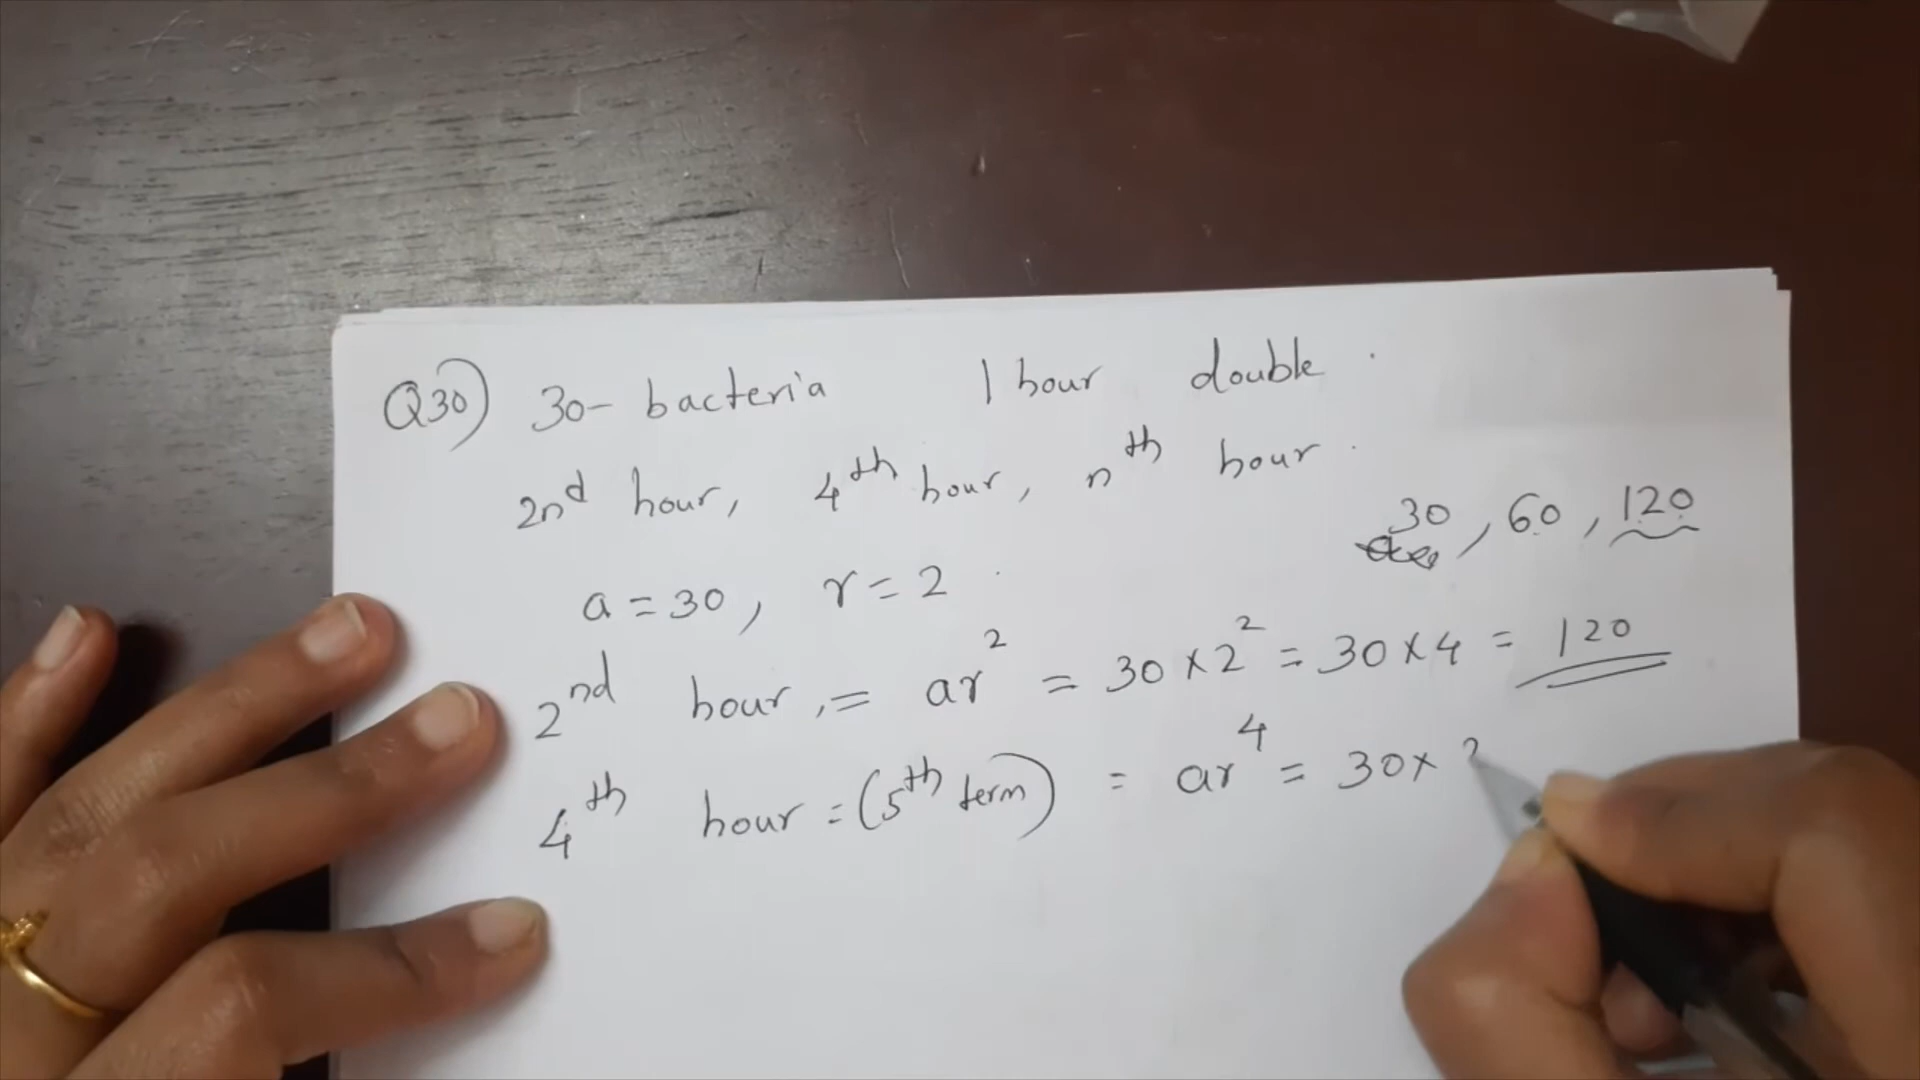 Q30) 30- bacteria 1 hour double.
2nd hour, 4th hour, nth hour.
30, 60, 120
a = 30, r = 2.
2nd hour, = ar² = 30 × 2² = 30 × 4 = 120
4th hour = (5th term) = ar⁴ = 30 ×